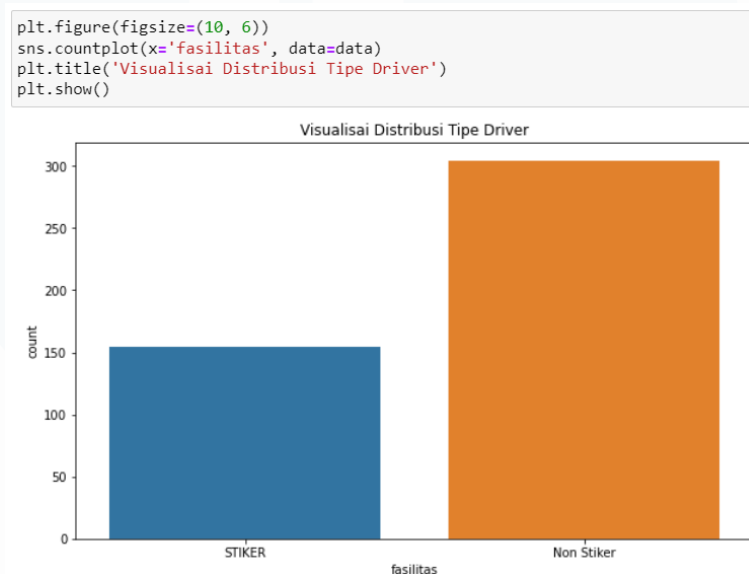 plt.figure(figsize=(10, 6))
sns.countplot(x='fasilitas', data=data)
plt.title('Visualisai Distribusi Tipe Driver')
plt.show()
Visualisai Distribusi Tipe Driver
300
250
200
150
100
50
0
count
STIKER Non Stiker
fasilitas